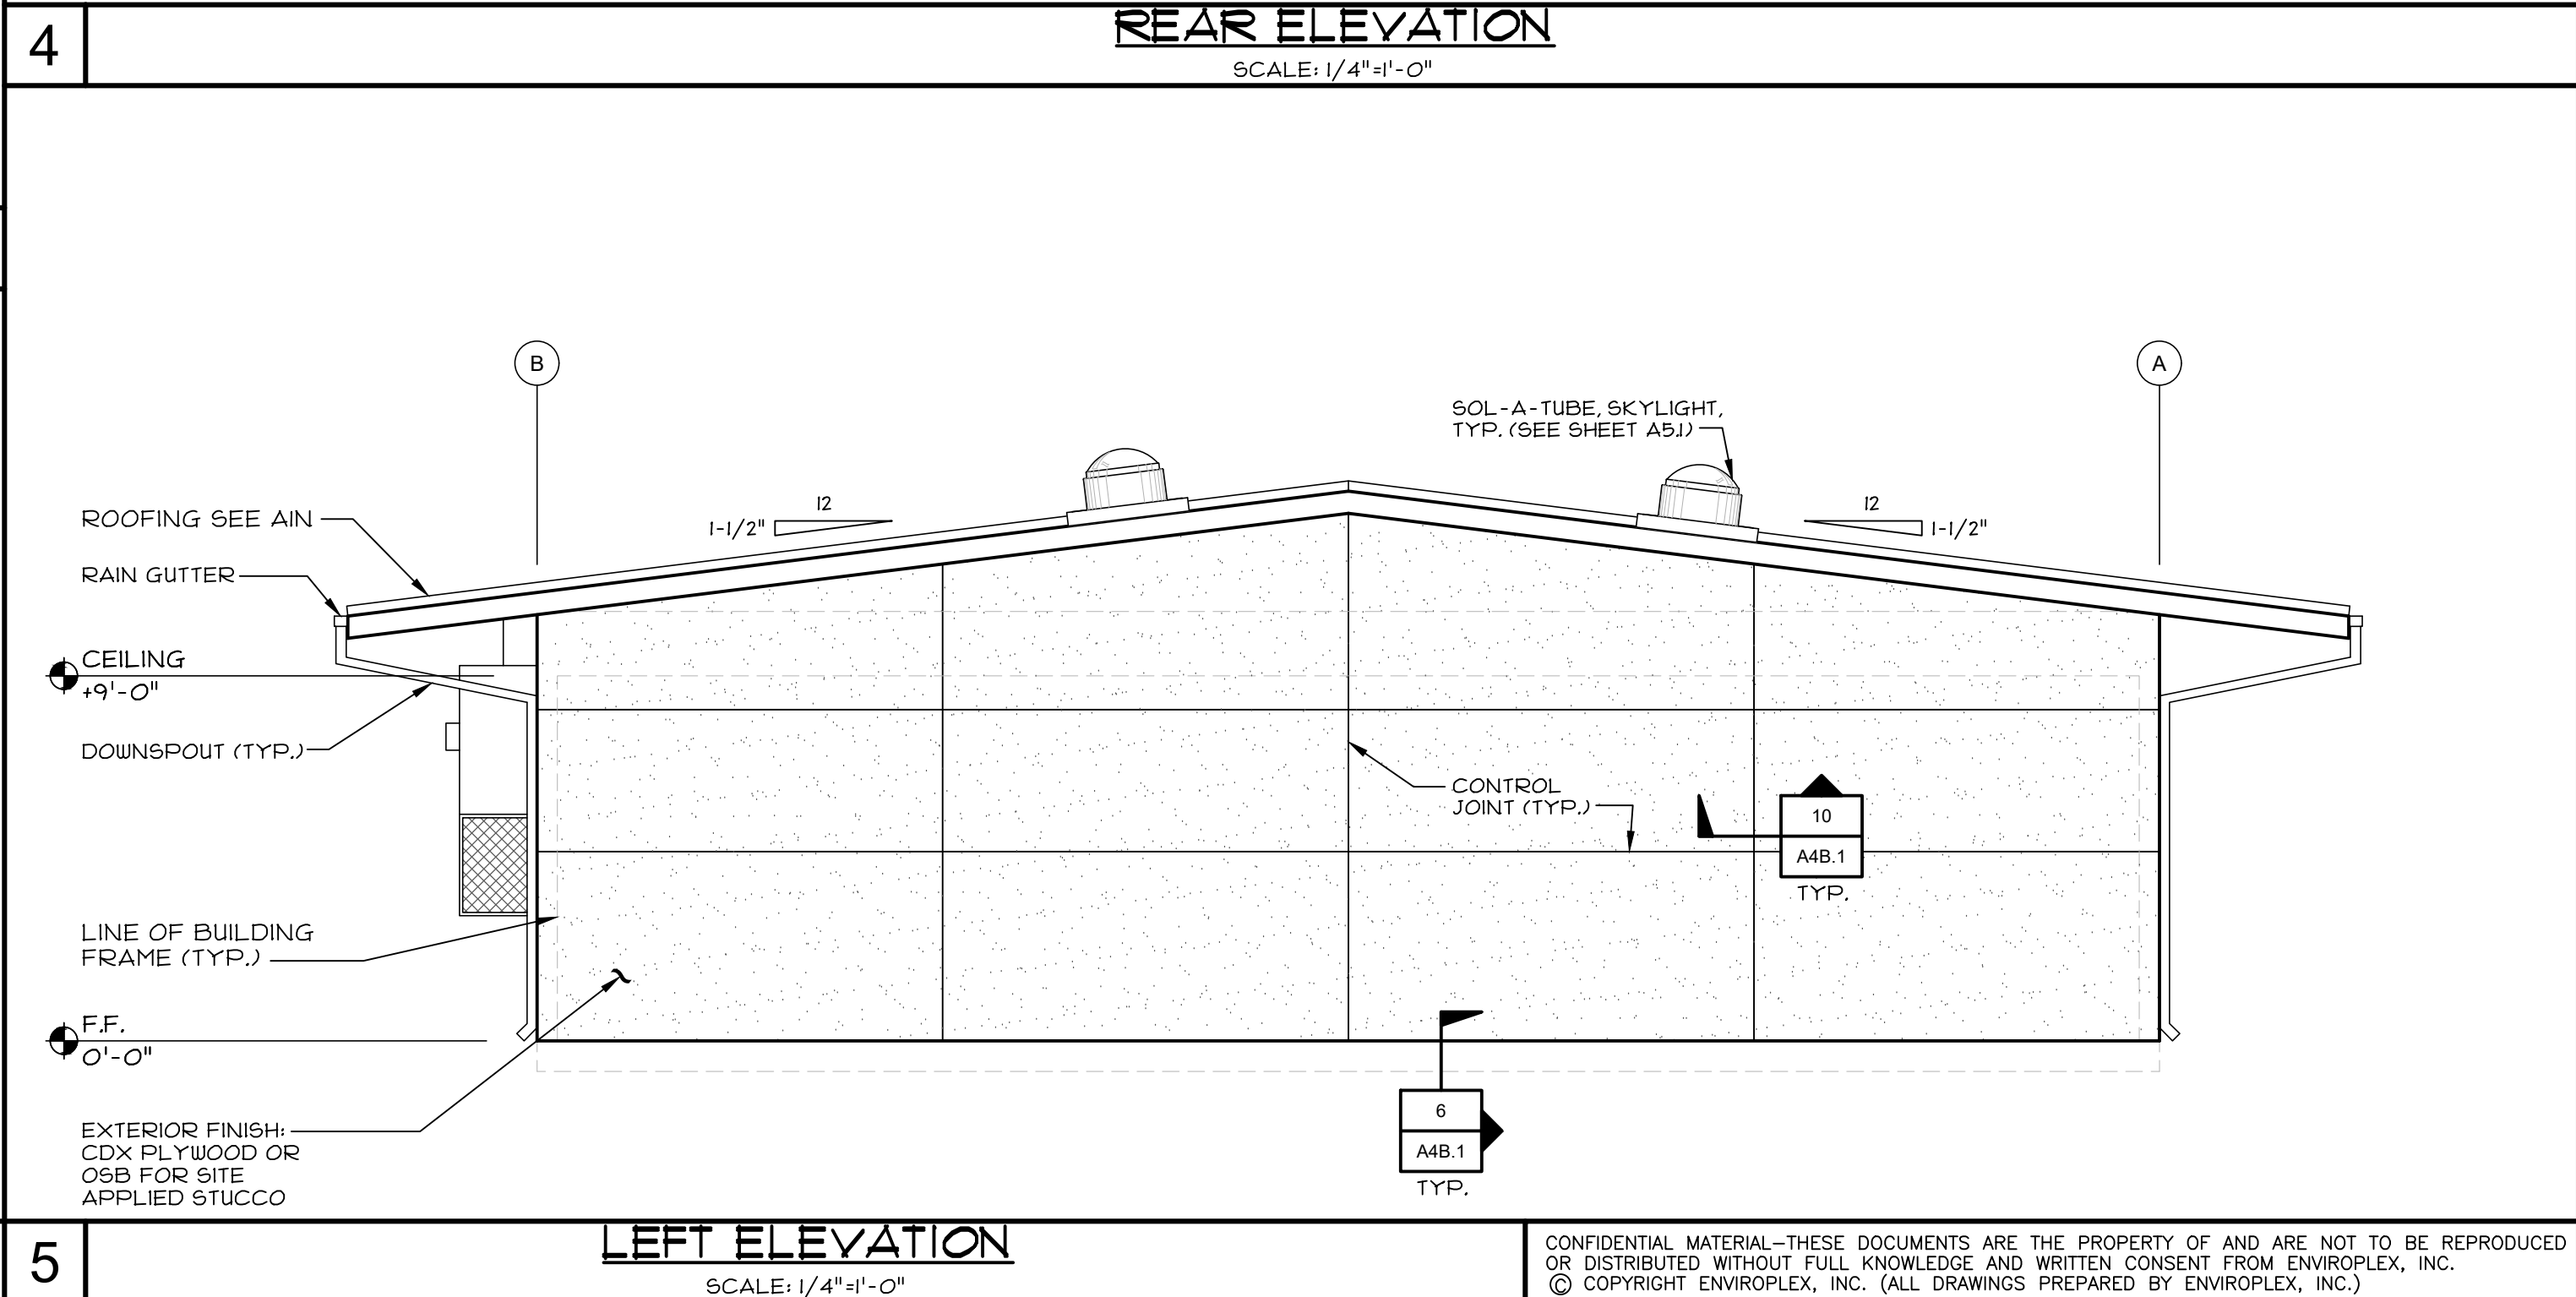 4
REAR ELEVATION
SCALE: 1/4"=1'-0"
B
A
SOL-A-TUBE, SKYLIGHT,
TYP. (SEE SHEET A5.1)
12
1-1/2"
12
1-1/2"
ROOFING SEE A1N
RAIN GUTTER
CEILING
+9'-0"
DOWNSPOUT (TYP.)
CONTROL
JOINT (TYP.)
10
A4B.1
TYP.
LINE OF BUILDING
FRAME (TYP.)
F.F.
0'-0"
6
A4B.1
TYP.
EXTERIOR FINISH:
CDX PLYWOOD OR
OSB FOR SITE
APPLIED STUCCO
5
LEFT ELEVATION
SCALE: 1/4"=1'-0"
CONFIDENTIAL MATERIAL–THESE DOCUMENTS ARE THE PROPERTY OF AND ARE NOT TO BE REPRODUCED
OR DISTRIBUTED WITHOUT FULL KNOWLEDGE AND WRITTEN CONSENT FROM ENVIROPLEX, INC.
© COPYRIGHT ENVIROPLEX, INC. (ALL DRAWINGS PREPARED BY ENVIROPLEX, INC.)